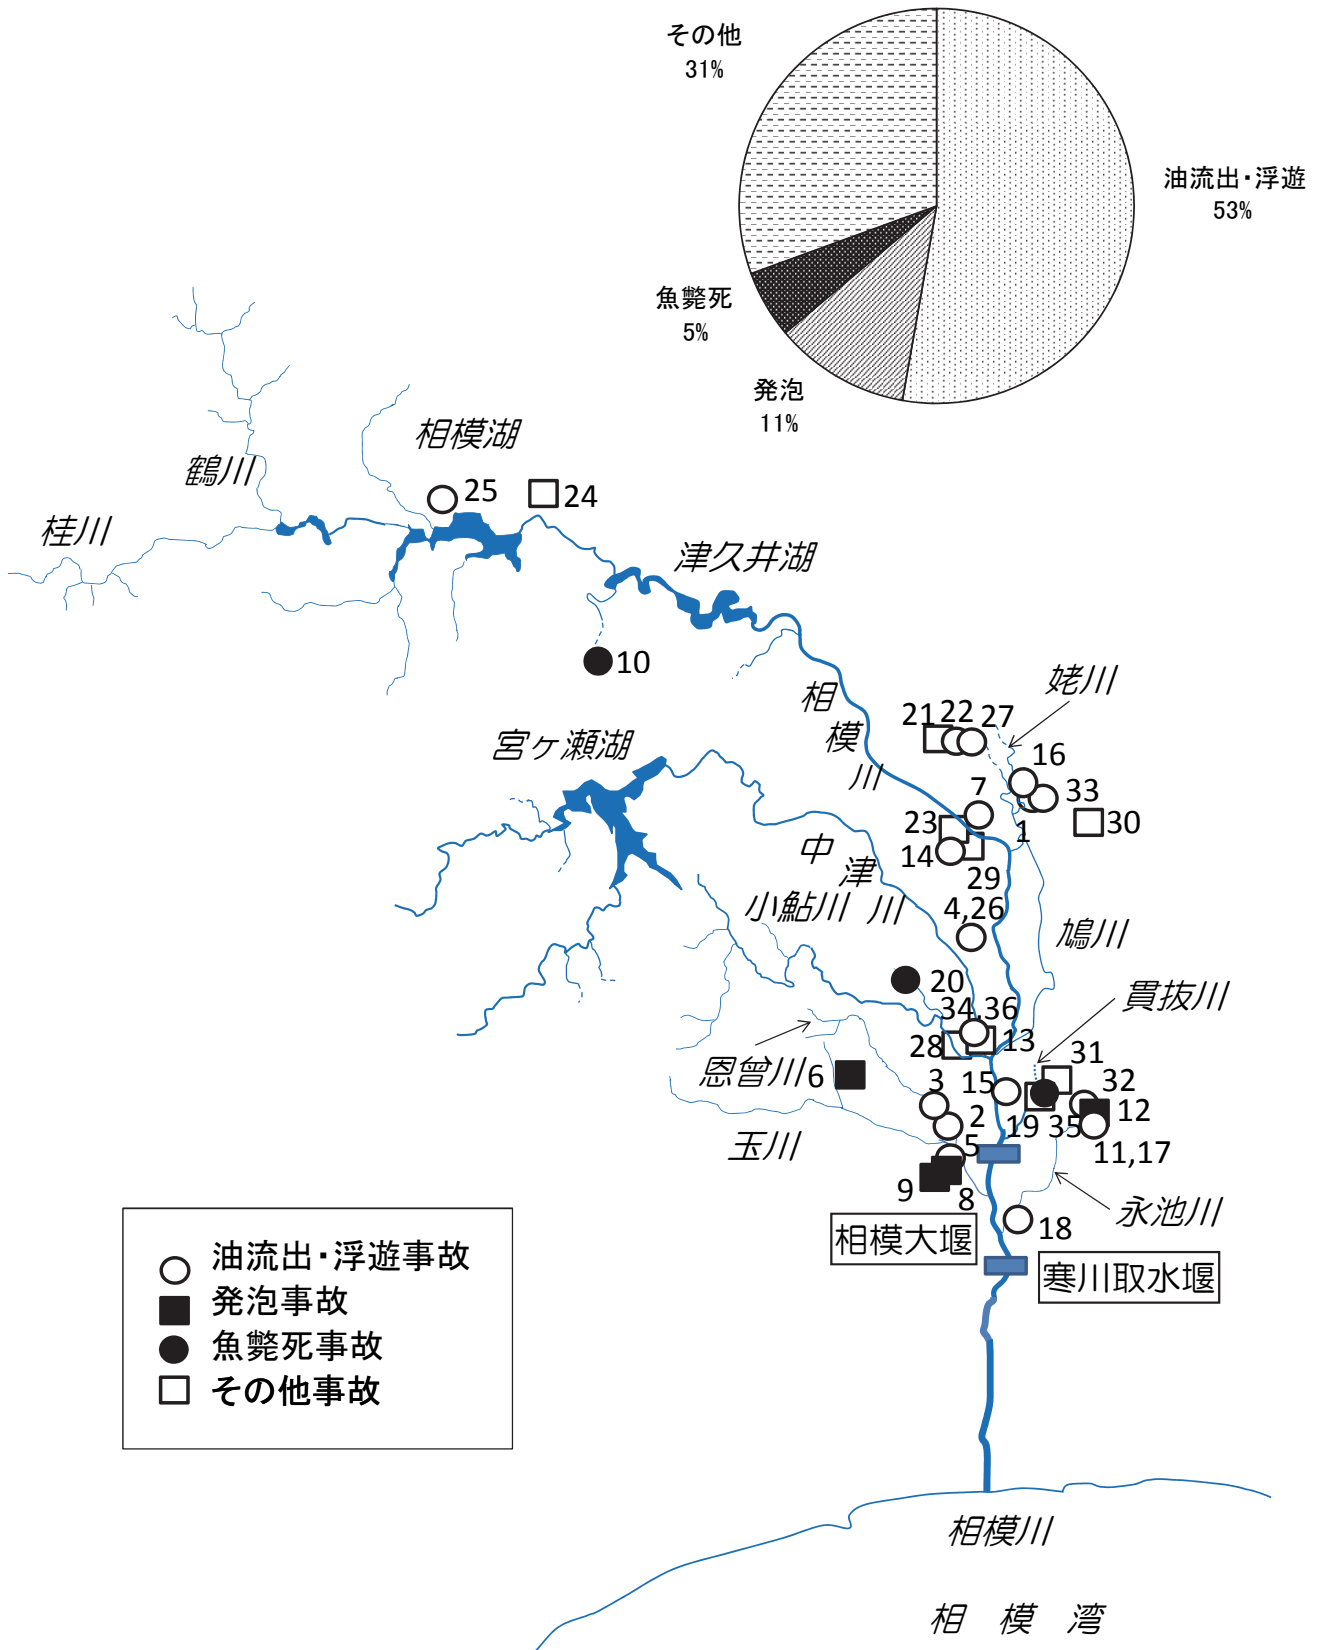 その他
31%
油流出・浮遊
53%
魚斃死
5%
発泡
11%
相模湖
鶴川
25
24
桂川
津久井湖
10
姥川
相
模
川
21
22
27
宮ヶ瀬湖
16
7
33
23
1
30
中
津
川
14
29
小鮎川
4,26
鳩川
20
貫抜川
34,36
28
13
恩曽川
6
31
3
15
32
12
2
19
35
玉川
5
11,17
9
8
永池川
18
相模大堰
寒川取水堰
油流出・浮遊事故
発泡事故
魚斃死事故
その他事故
相模川
相 模 湾